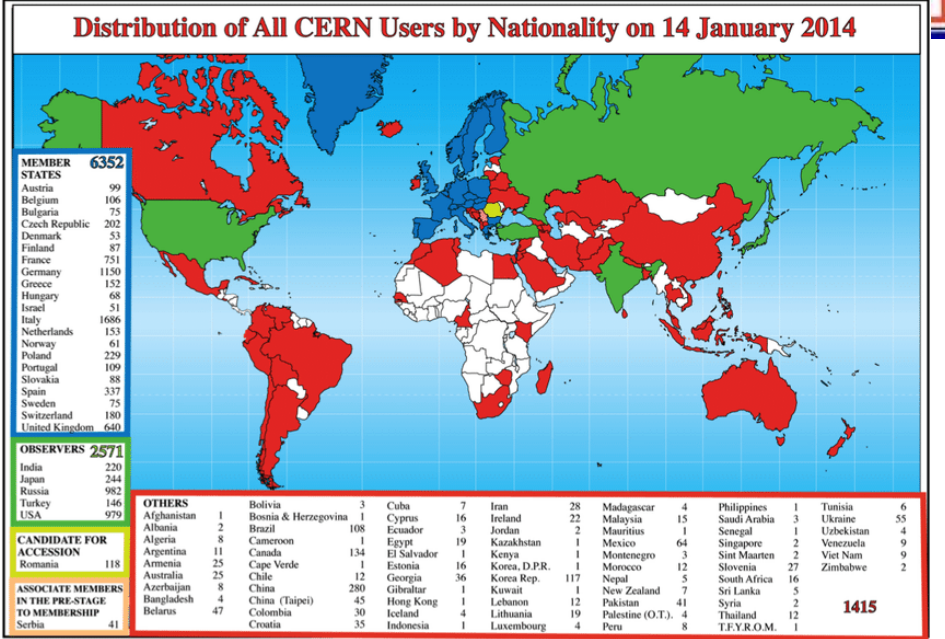 Distribution of All CERN Users by Nationality on 14 January 2014
MEMBER STATES 6352
Austria 99
Belgium 106
Bulgaria 75
Czech Republic 202
Denmark 53
Finland 87
France 751
Germany 1150
Greece 152
Hungary 68
Israel 51
Italy 1686
Netherlands 153
Norway 61
Poland 229
Portugal 109
Slovakia 88
Spain 337
Sweden 75
Switzerland 180
United Kingdom 640
OBSERVERS 2571
India 220
Japan 244
Russia 982
Turkey 146
USA 979
CANDIDATE FOR
ACCESSION
Romania 118
ASSOCIATE MEMBERS
IN THE PRE-STAGE
TO MEMBERSHIP
Serbia 41
OTHERS
Afghanistan 1
Albania 2
Algeria 8
Argentina 11
Armenia 25
Australia 25
Azerbaijan 8
Bangladesh 4
Belarus 47
Bolivia 3
Bosnia & Herzegovina 1
Brazil 108
Cameroon 1
Canada 134
Cape Verde 1
Chile 12
China 280
China (Taipei) 45
Colombia 30
Croatia 35
Cuba 7
Cyprus 16
Ecuador 3
Egypt 19
El Salvador 1
Estonia 16
Georgia 36
Gibraltar 1
Hong Kong 1
Iceland 4
Indonesia 1
Iran 28
Ireland 22
Jordan 2
Kazakhstan 1
Kenya 1
Korea, D.P.R. 1
Korea Rep. 117
Kuwait 1
Lebanon 12
Lithuania 19
Luxembourg 4
Madagascar 4
Malaysia 15
Mauritius 1
Mexico 64
Montenegro 3
Morocco 12
Nepal 5
New Zealand 7
Pakistan 41
Palestine (O.T.). 4
Peru 8
Philippines 1
Saudi Arabia 3
Senegal 1
Singapore 2
Sint Maarten 2
Slovenia 27
South Africa 16
Sri Lanka 5
Syria 2
Thailand 12
T.F.Y.R.O.M. 1
Tunisia 6
Ukraine 55
Uzbekistan 4
Venezuela 9
Viet Nam 9
Zimbabwe 2
1415